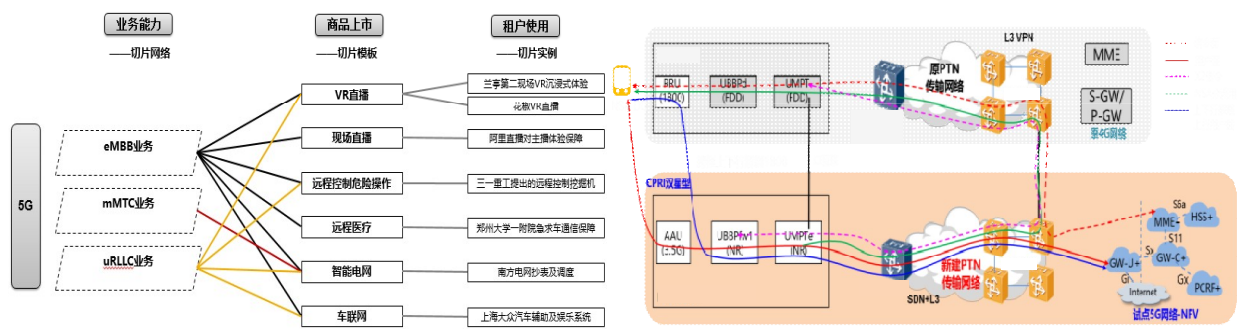 业务能力
——切片网络
商品上市
——切片模板
租户使用
——切片实例
5G
eMBB业务
mMTC业务
uRLLC业务
VR直播
现场直播
远程控制危险操作
远程医疗
智能电网
车联网
兰亭第二现场VR沉浸式体验
花椒VR直播
阿里直播对主播体验保障
三一重工提出的远程控制挖掘机
郑州大学一附院急求车通信保障
南方电网抄表及调度
上海大众汽车辅助及娱乐系统
L3 VPN
(FDD)
UMPT
(FDD)
原PTN
传输网络
MME
S-GW/
P-GW
原4G网络
CPRI双星型
AAU
(3.5G)
(NR)
(NR)
SDN+L3
新建PTN
传输网络
MME+
S6a
HSS+
S11
GW-C+
Gx
PCRF+
Internet
试点5G网络-NFV